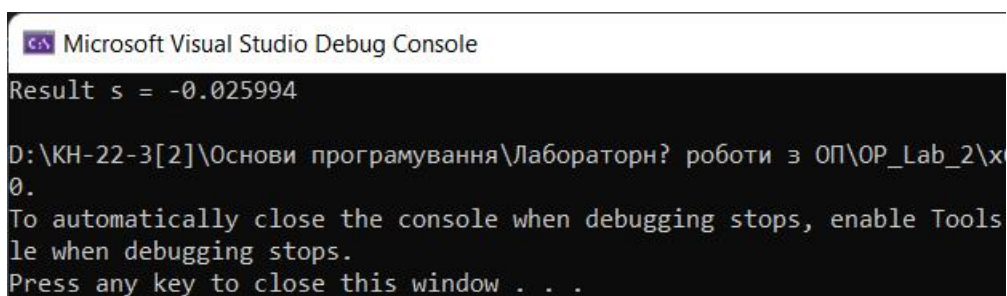 Microsoft Visual Studio Debug Console
Result s = -0.025994
D:\КН-22-3[2]\Основи програмування\Лабораторн? роботи з ОП\OP_Lab_2\x
0.
To automatically close the console when debugging stops, enable Tools
le when debugging stops.
Press any key to close this window . . .